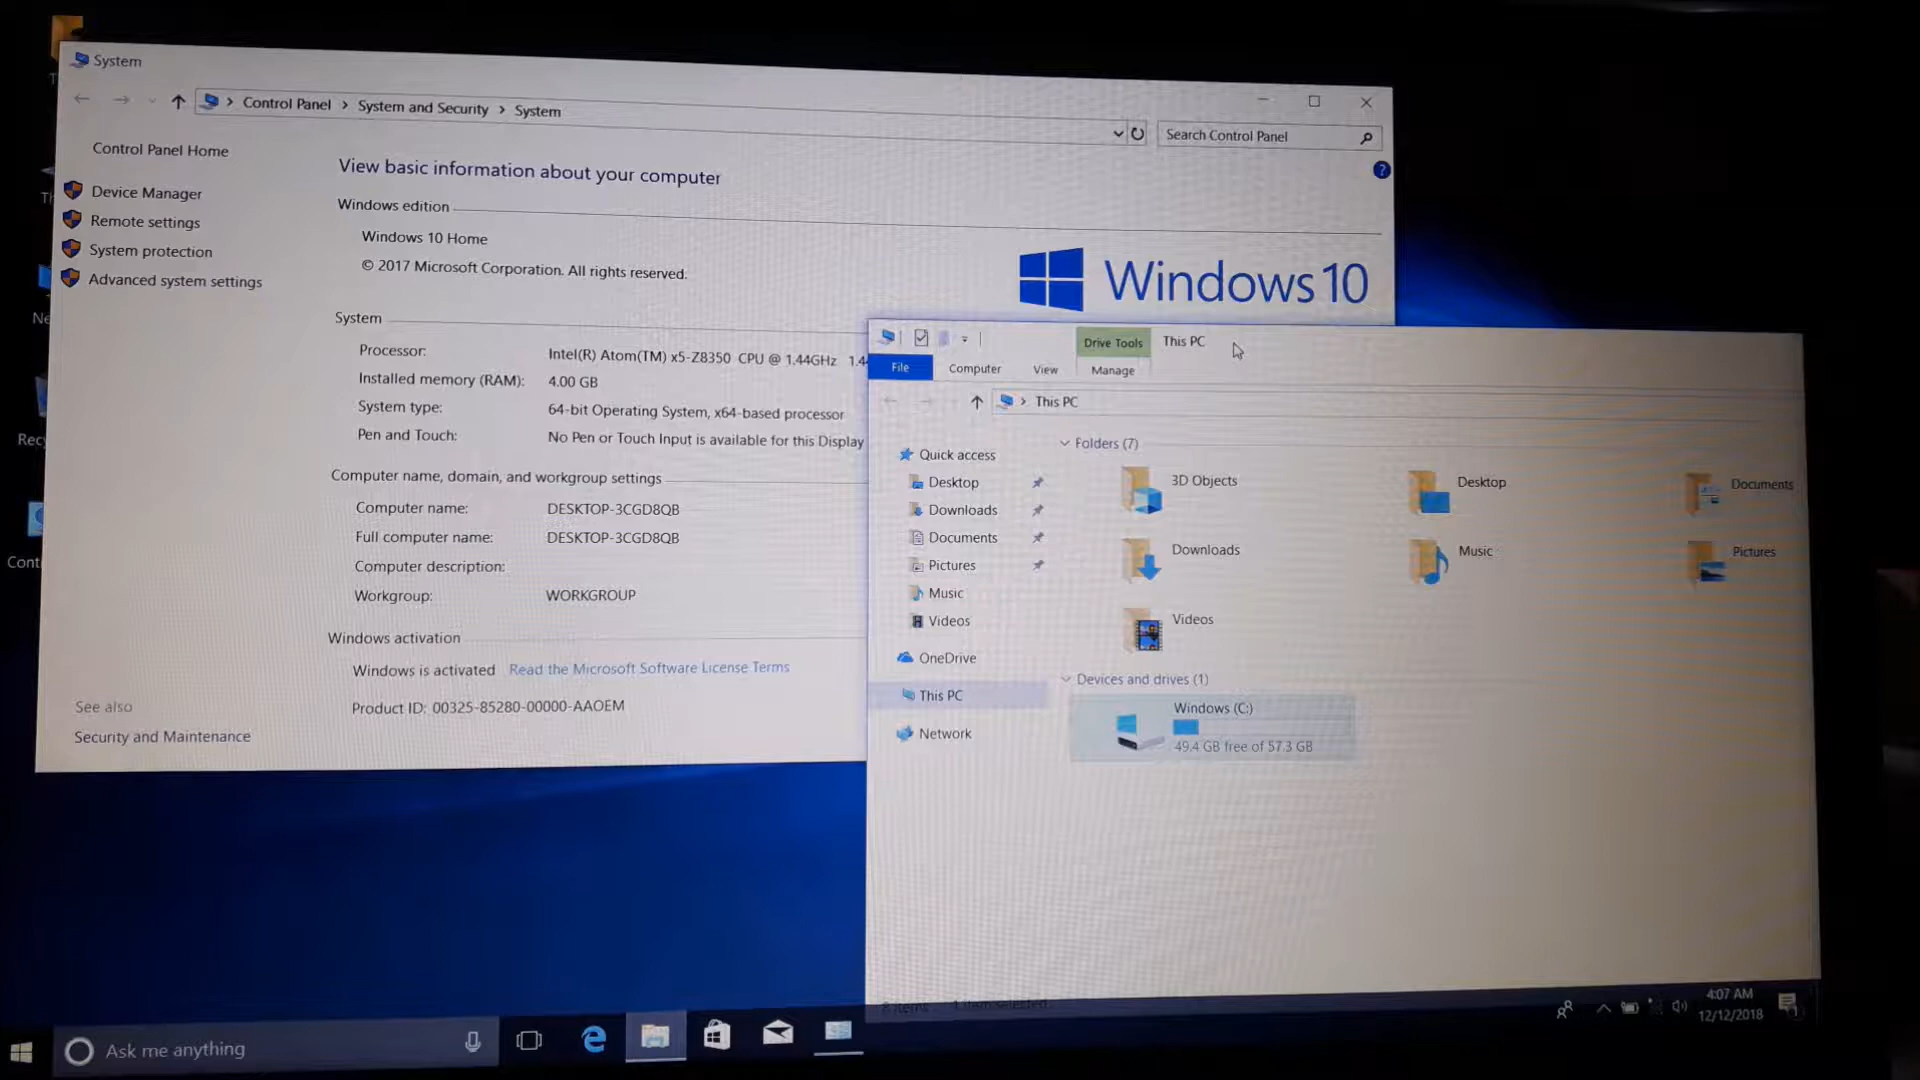 System
Control Panel > System and Security > System
Search Control Panel
Control Panel Home
Device Manager
Remote settings
System protection
Advanced system settings
See also
Security and Maintenance
View basic information about your computer
Windows edition
Windows 10 Home
© 2017 Microsoft Corporation. All rights reserved.
Windows 10
System
Processor: Intel(R) Atom(TM) x5-Z8350 CPU @ 1.44GHz
Installed memory (RAM): 4.00 GB
System type: 64-bit Operating System, x64-based processor
Pen and Touch: No Pen or Touch Input is available for this Display
Computer name, domain, and workgroup settings
Computer name: DESKTOP-3CGD8QB
Full computer name: DESKTOP-3CGD8QB
Computer description:
Workgroup: WORKGROUP
Windows activation
Windows is activated Read the Microsoft Software License Terms
Product ID: 00325-85280-00000-AAOEM
Drive Tools This PC
File Computer View Manage
> This PC
Quick access
Desktop
Downloads
Documents
Pictures
Music
Videos
OneDrive
This PC
Network
Folders (7)
3D Objects Desktop Documents
Downloads Music Pictures
Videos
Devices and drives (1)
Windows (C:)
49.4 GB free of 57.3 GB
Ask me anything
4:07 AM
12/12/2018